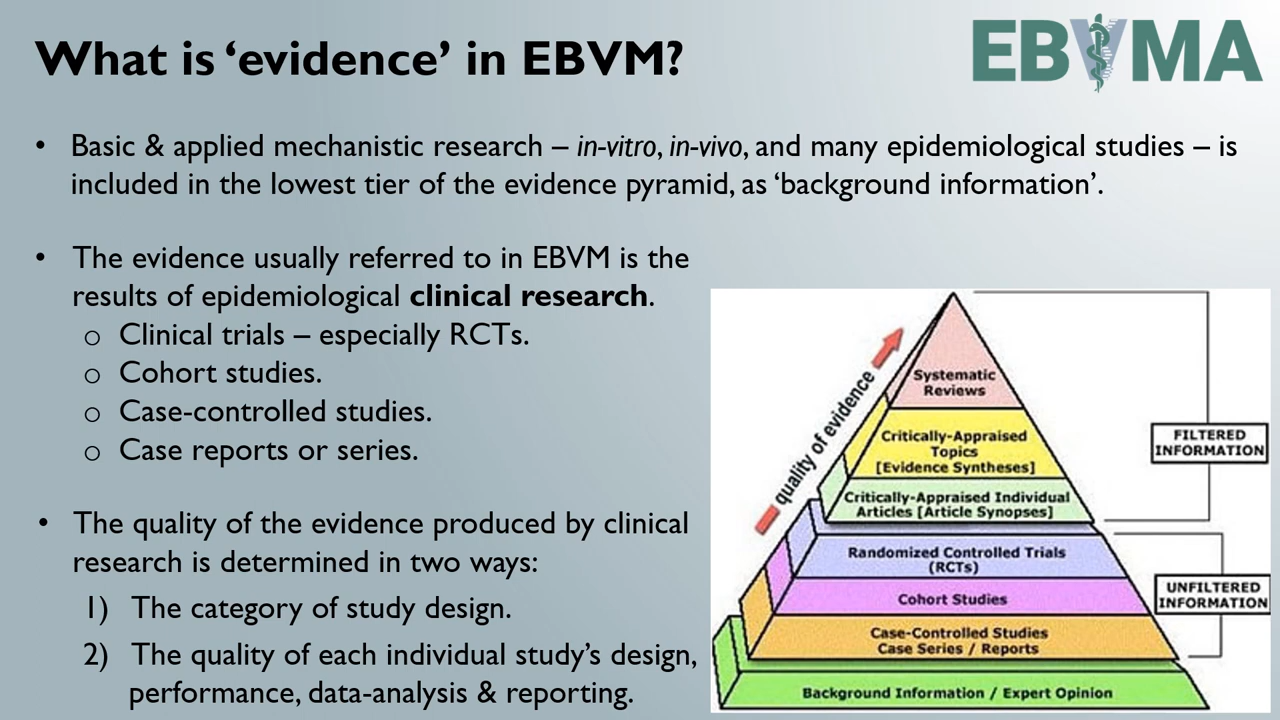 What is ‘evidence’ in EBVM?
EBVMA
• Basic & applied mechanistic research – in-vitro, in-vivo, and many epidemiological studies – is
included in the lowest tier of the evidence pyramid, as ‘background information’.
• The evidence usually referred to in EBVM is the
results of epidemiological clinical research.
o Clinical trials – especially RCTs.
o Cohort studies.
o Case-controlled studies.
o Case reports or series.
• The quality of the evidence produced by clinical
research is determined in two ways:
1) The category of study design.
2) The quality of each individual study’s design,
performance, data-analysis & reporting.
quality of evidence
Systematic
Reviews
Critically-Appraised
Topics
[Evidence Syntheses]
Critically-Appraised Individual
Articles [Article Synopses]
FILTERED
INFORMATION
Randomized Controlled Trials
(RCTs)
Cohort Studies
Case-Controlled Studies
Case Series / Reports
UNFILTERED
INFORMATION
Background Information / Expert Opinion